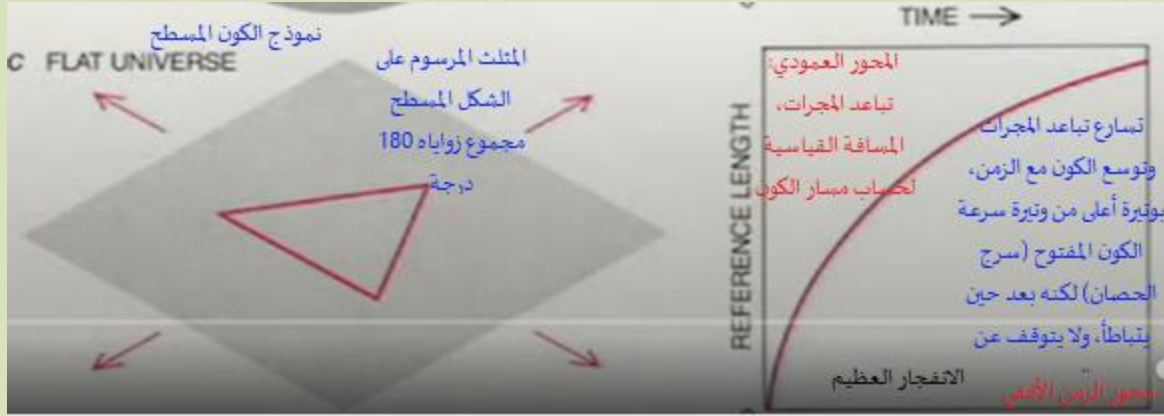 TIME
نموذج الكون المسطح
C FLAT UNIVERSE
المثلث المرسوم على
الشكل المسطح
مجموع زواياه 180
درجة
REFERENCE LENGTH
المحور العمودي:
تباعد المجرات،
المسافة القياسية
لحساب مسار الكون
تسارع تباعد المجرات
وتوسع الكون مع الزمن،
بوتيرة أعلى من وتيرة سرعة
الكون المفتوح (سرج
الحصان) لكنه بعد حين
يتباطأ، ولا يتوقف عن
الانفجار العظيم
محور الزمن الأفقي